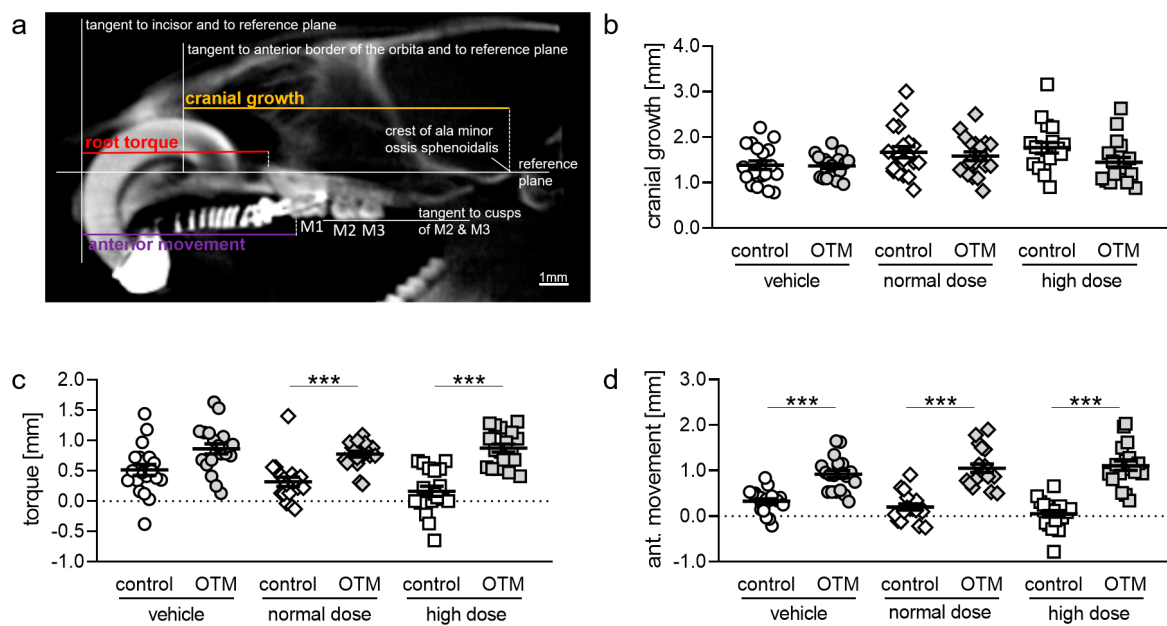 a
tangent to incisor and to reference plane
tangent to anterior border of the orbita and to reference plane
cranial growth
root torque
crest of ala minor
ossis sphenoidalis
reference
plane
M1
M2 M3
tangent to cusps
of M2 & M3
anterior movement
1mm
b
cranial growth [mm]
4.0
3.0
2.0
1.0
0.0
control OTM control OTM control OTM
vehicle normal dose high dose
c
torque [mm]
2.0
1.5
1.0
0.5
0.0
-0.5
-1.0
*** ***
control OTM control OTM control OTM
vehicle normal dose high dose
d
ant. movement [mm]
3.0
2.0
1.0
0.0
-1.0
*** *** ***
control OTM control OTM control OTM
vehicle normal dose high dose